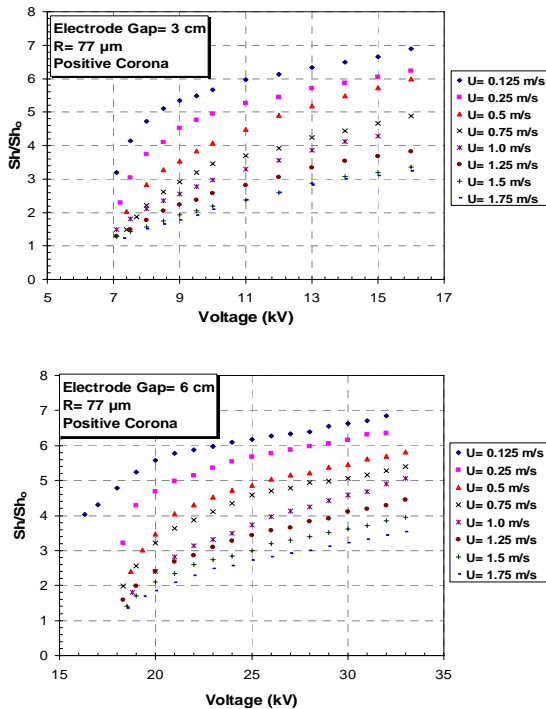 Electrode Gap= 3 cm
R= 77 µm
Positive Corona
Sh/Sho
8
7
6
5
4
3
2
1
0
5 7 9 11 13 15 17
Voltage (kV)
U= 0.125 m/s
U= 0.25 m/s
U= 0.5 m/s
U= 0.75 m/s
U= 1.0 m/s
U= 1.25 m/s
U= 1.5 m/s
U= 1.75 m/s
Electrode Gap= 6 cm
R= 77 µm
Positive Corona
Sh/Sho
8
7
6
5
4
3
2
1
0
15 20 25 30 35
Voltage (kV)
U= 0.125 m/s
U= 0.25 m/s
U= 0.5 m/s
U= 0.75 m/s
U= 1.0 m/s
U= 1.25 m/s
U= 1.5 m/s
U= 1.75 m/s